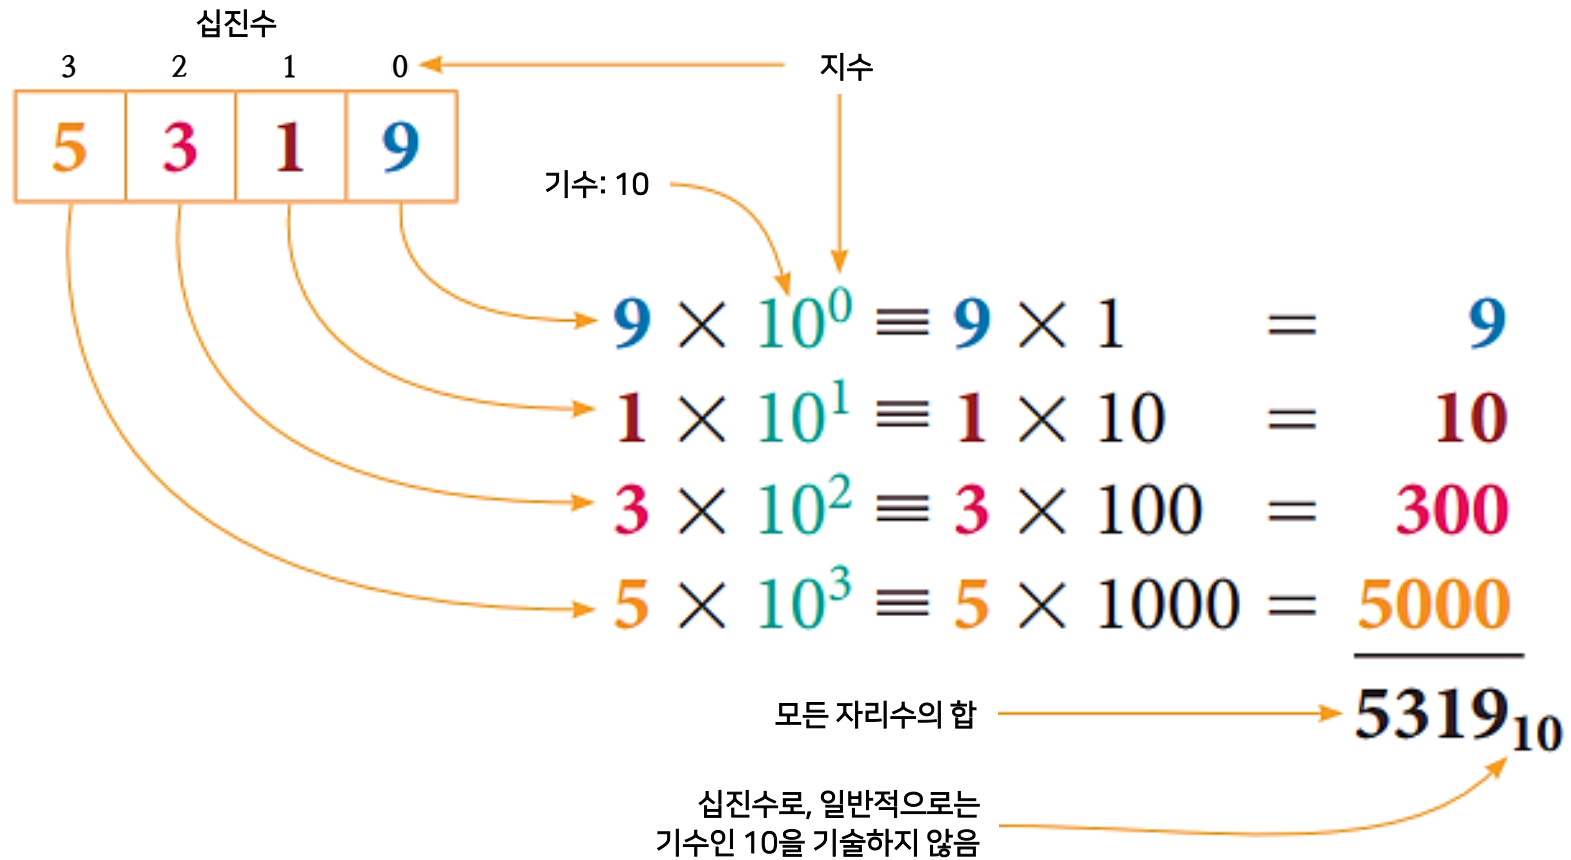 십진수
3 2 1 0
지수
5 3 1 9
기수: 10
9 × 10⁰ ≡ 9 × 1 = 9
1 × 10¹ ≡ 1 × 10 = 10
3 × 10² ≡ 3 × 100 = 300
5 × 10³ ≡ 5 × 1000 = 5000
모든 자리수의 합
5319₁₀
십진수로, 일반적으로는
기수인 10을 기술하지 않음